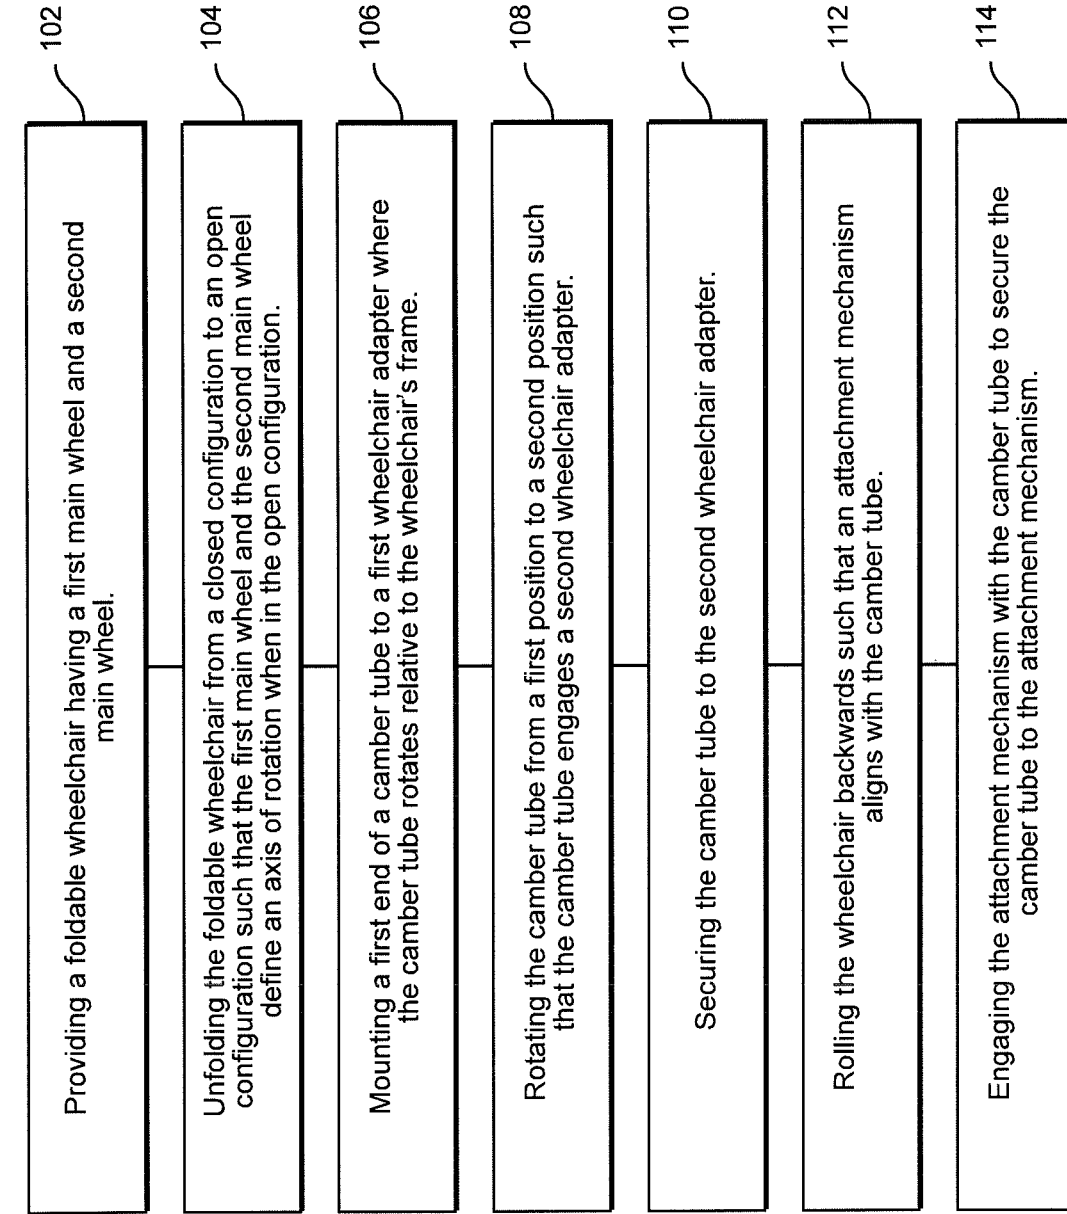 102
Providing a foldable wheelchair having a first main wheel and a second
main wheel.
104
Unfolding the foldable wheelchair from a closed configuration to an open
configuration such that the first main wheel and the second main wheel
define an axis of rotation when in the open configuration.
106
Mounting a first end of a camber tube to a first wheelchair adapter where
the camber tube rotates relative to the wheelchair's frame.
108
Rotating the camber tube from a first position to a second position such
that the camber tube engages a second wheelchair adapter.
110
Securing the camber tube to the second wheelchair adapter.
112
Rolling the wheelchair backwards such that an attachment mechanism
aligns with the camber tube.
114
Engaging the attachment mechanism with the camber tube to secure the
camber tube to the attachment mechanism.